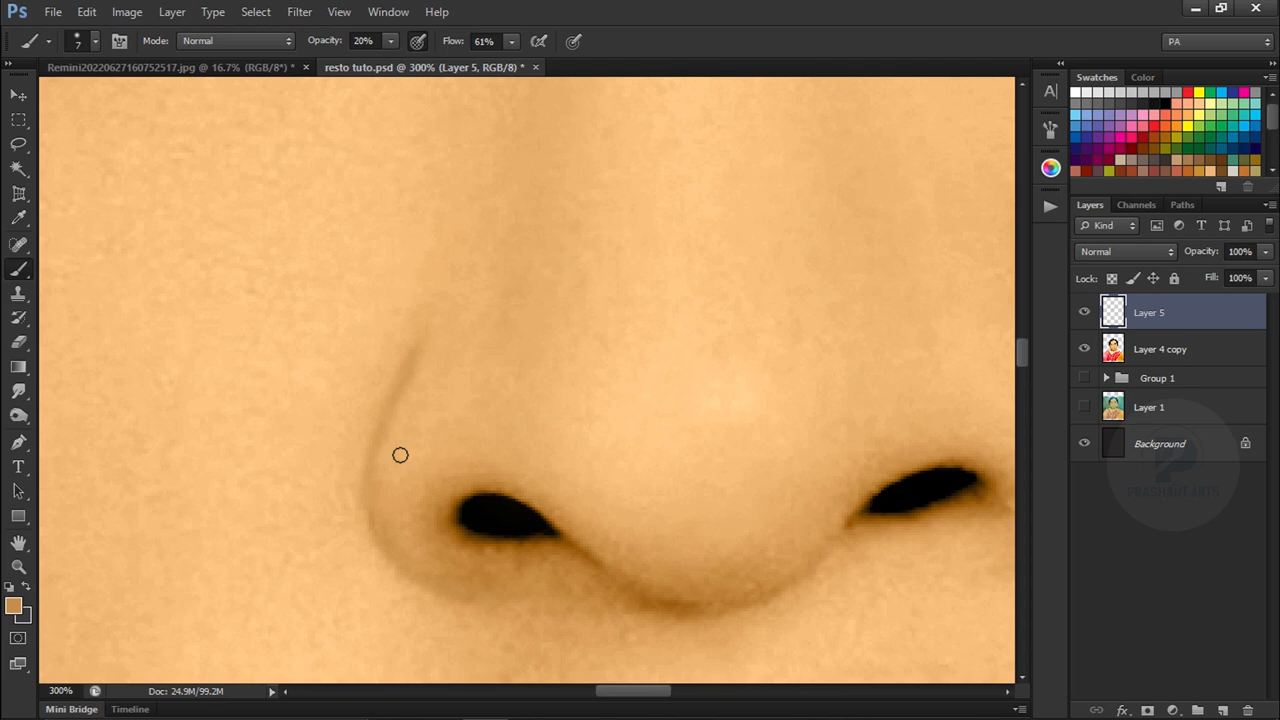 Ps File Edit Image Layer Type Select Filter View Window Help
7 Mode: Normal Opacity: 20% Flow: 61% PA
Remini20220627160752517.jpg @ 16.7% (RGB/8*) * × resto tuto.psd @ 300% (Layer 5, RGB/8) * ×
Swatches Color
Layers Channels Paths
Kind
Normal Opacity: 100%
Lock: Fill: 100%
Layer 5
Layer 4 copy
Group 1
Layer 1
Background
PRASHANT ARTS
300% Doc: 24.9M/99.2M
Mini Bridge Timeline